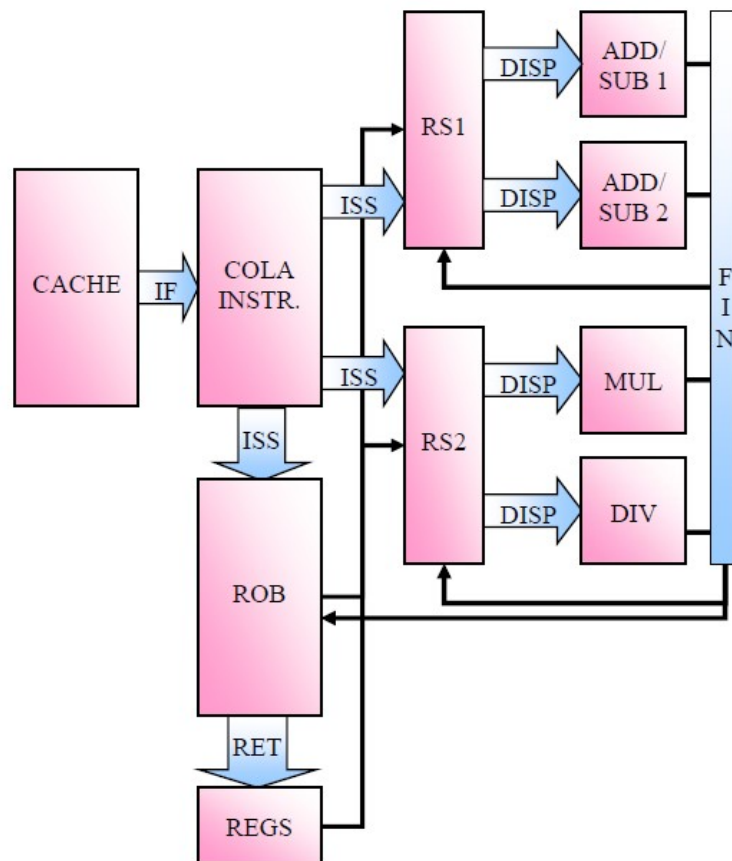 CACHE
IF
COLA
INSTR.
ISS
ISS
ISS
RS1
DISP
DISP
ADD/
SUB 1
ADD/
SUB 2
RS2
DISP
DISP
MUL
DIV
F
I
N
ROB
RET
REGS